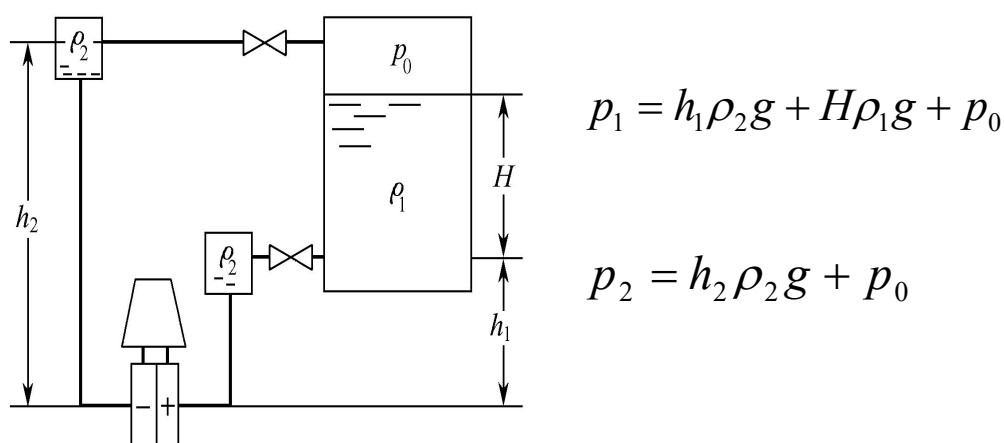 ρ₂
p₀
p₁ = h₁ρ₂g + Hρ₁g + p₀
H
ρ₁
h₂
ρ₂
p₂ = h₂ρ₂g + p₀
h₁
− +